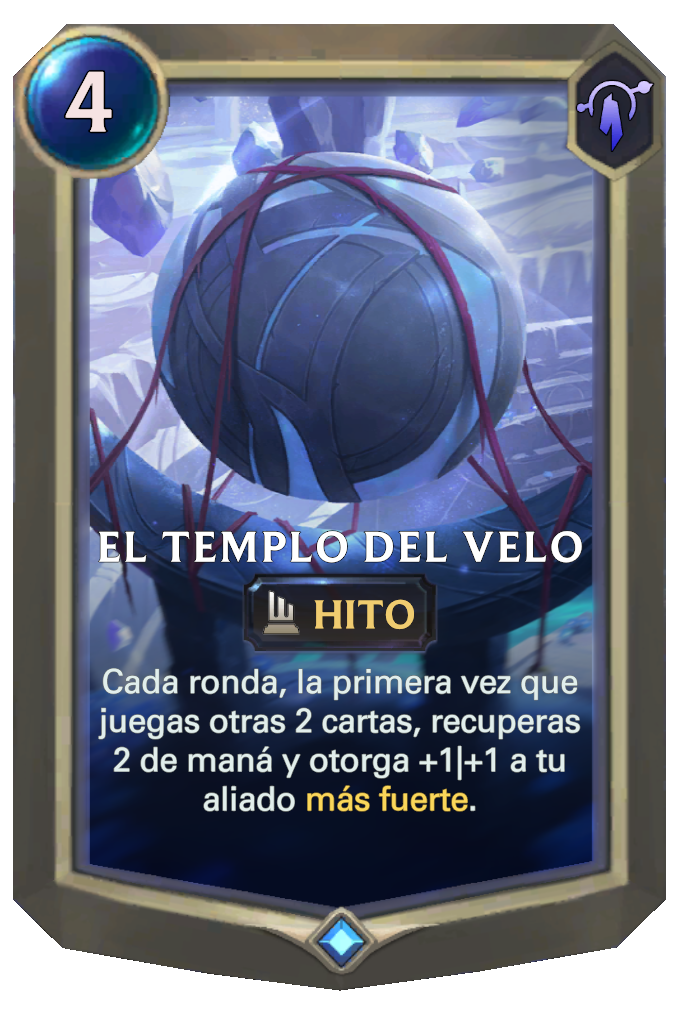 4
EL TEMPLO DEL VELO
HITO
Cada ronda, la primera vez que
juegas otras 2 cartas, recuperas
2 de maná y otorga +1|+1 a tu
aliado más fuerte.